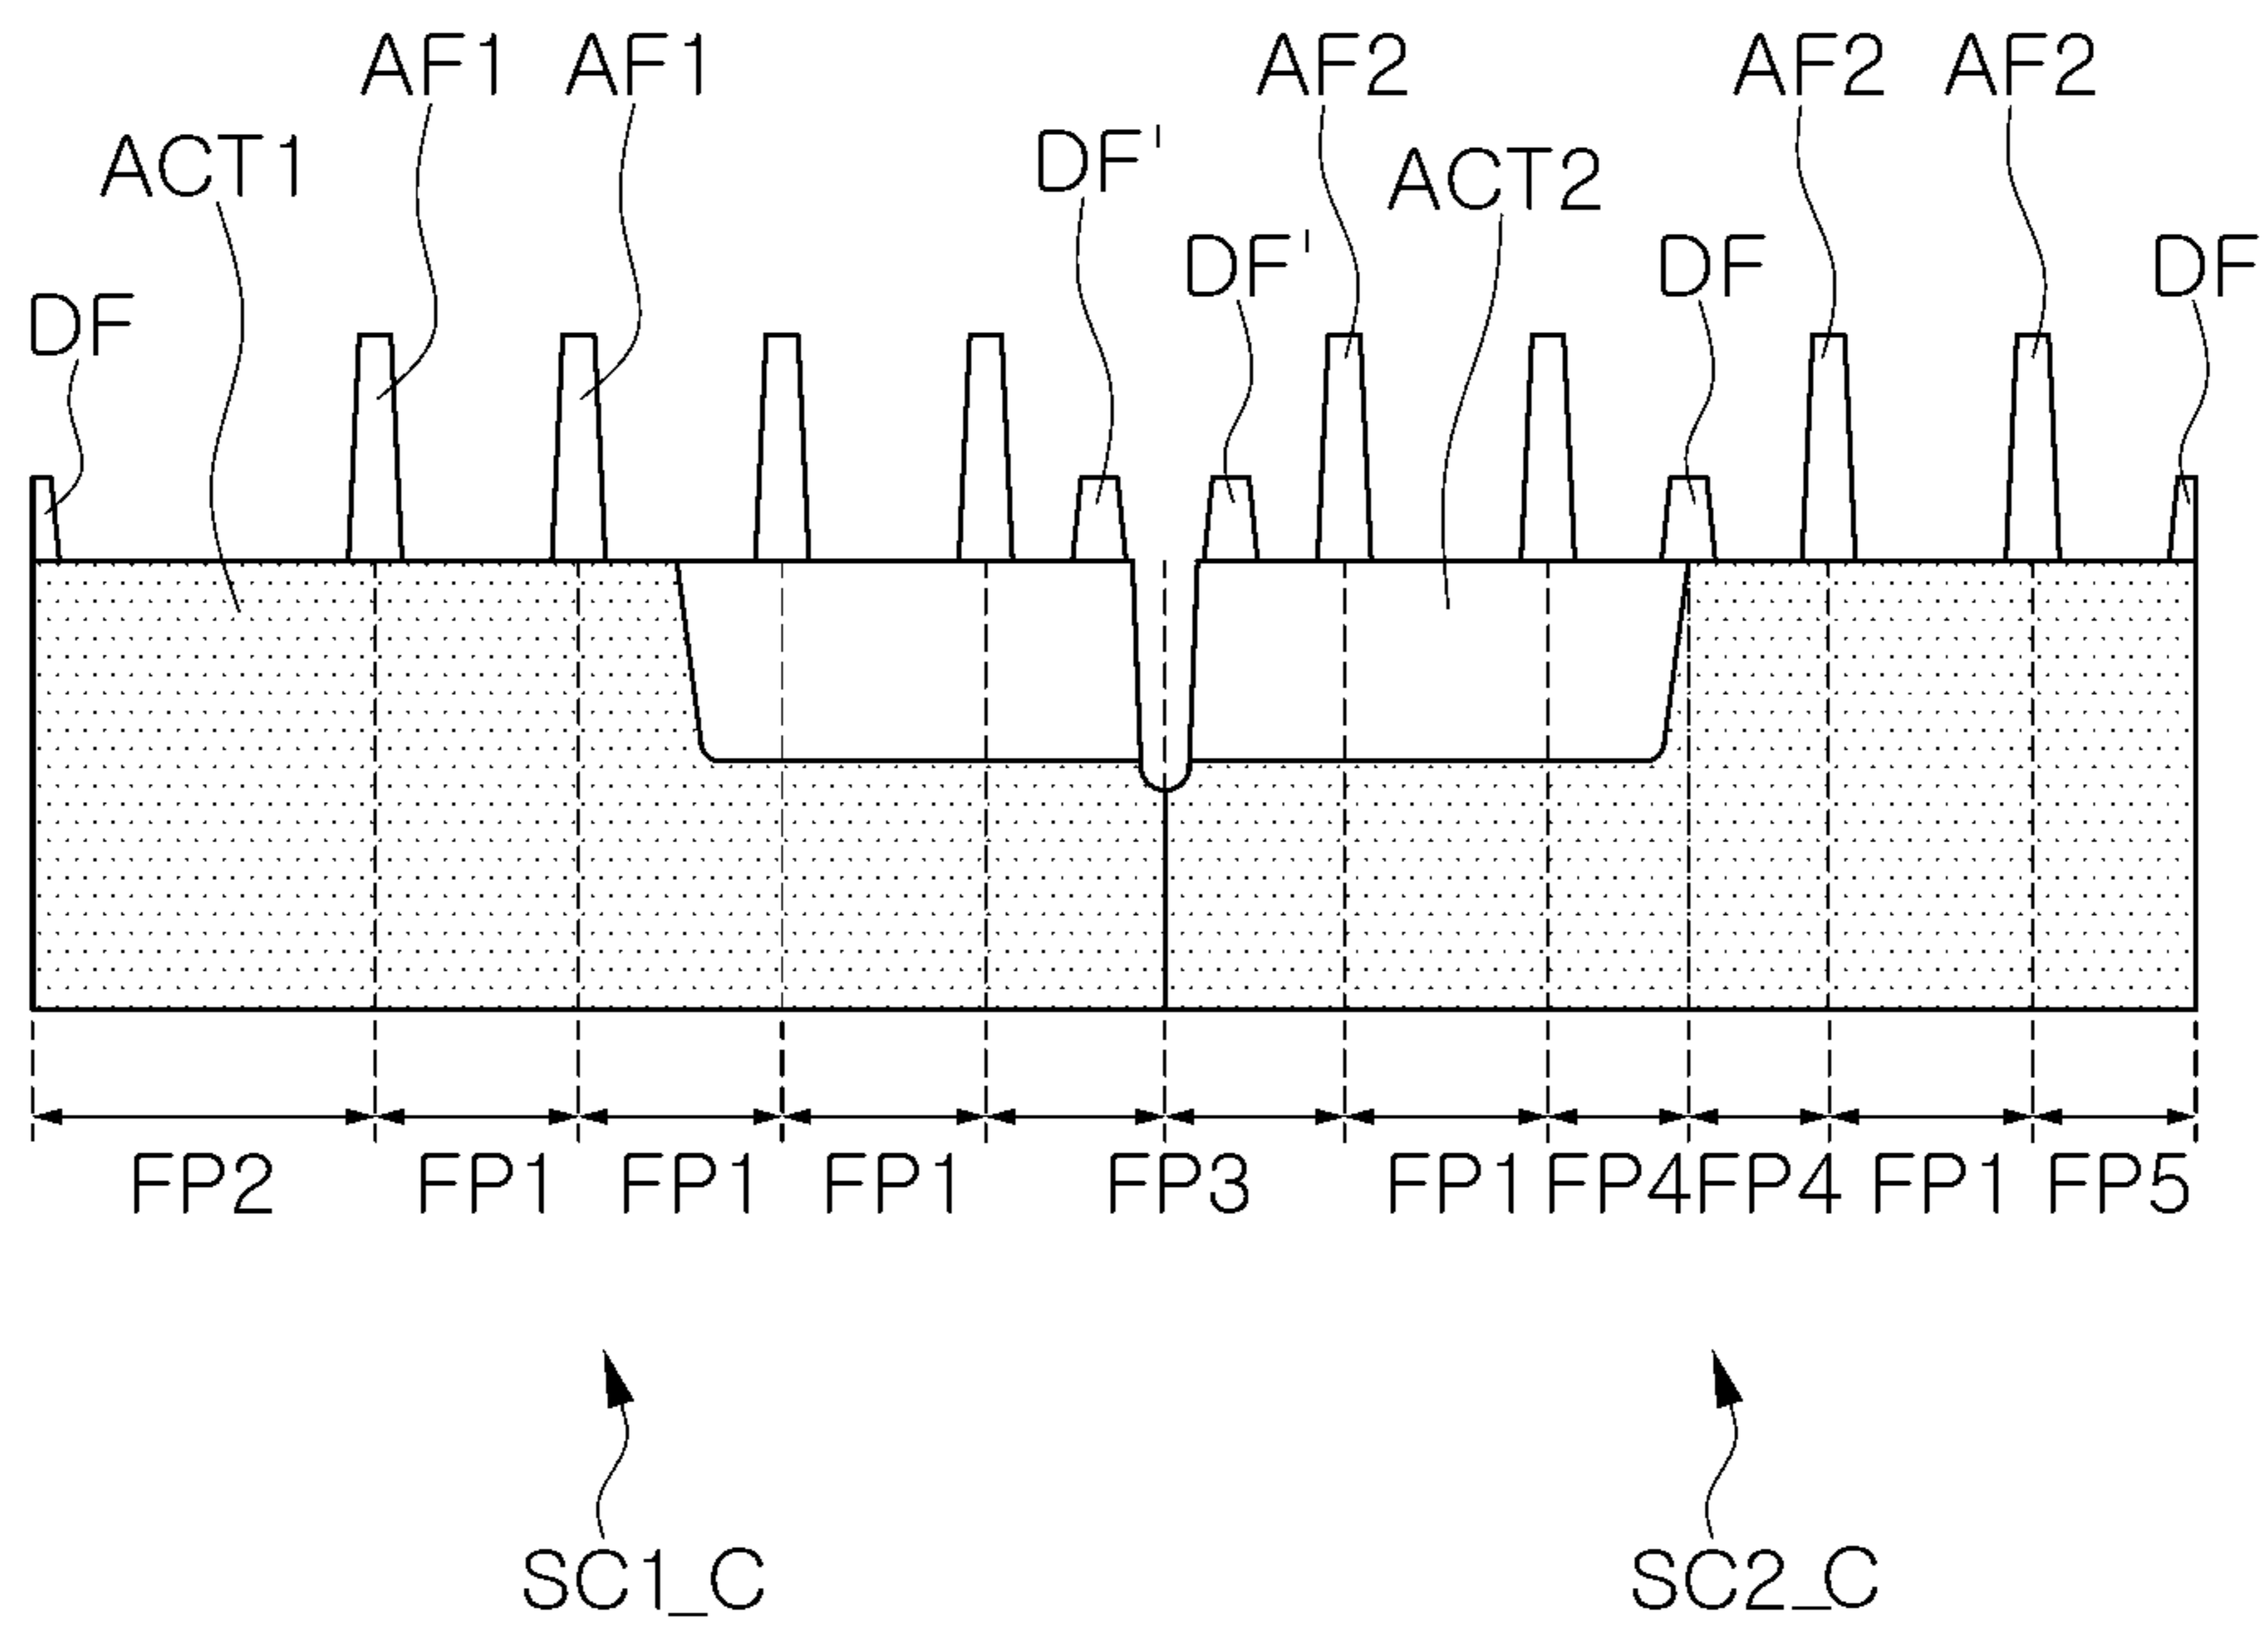 AF1 AF1 AF2 AF2 AF2
ACT1 DF' ACT2
DF DF' DF DF
FP2 FP1 FP1 FP1 FP3 FP1 FP4 FP4 FP1 FP5
SC1_C SC2_C